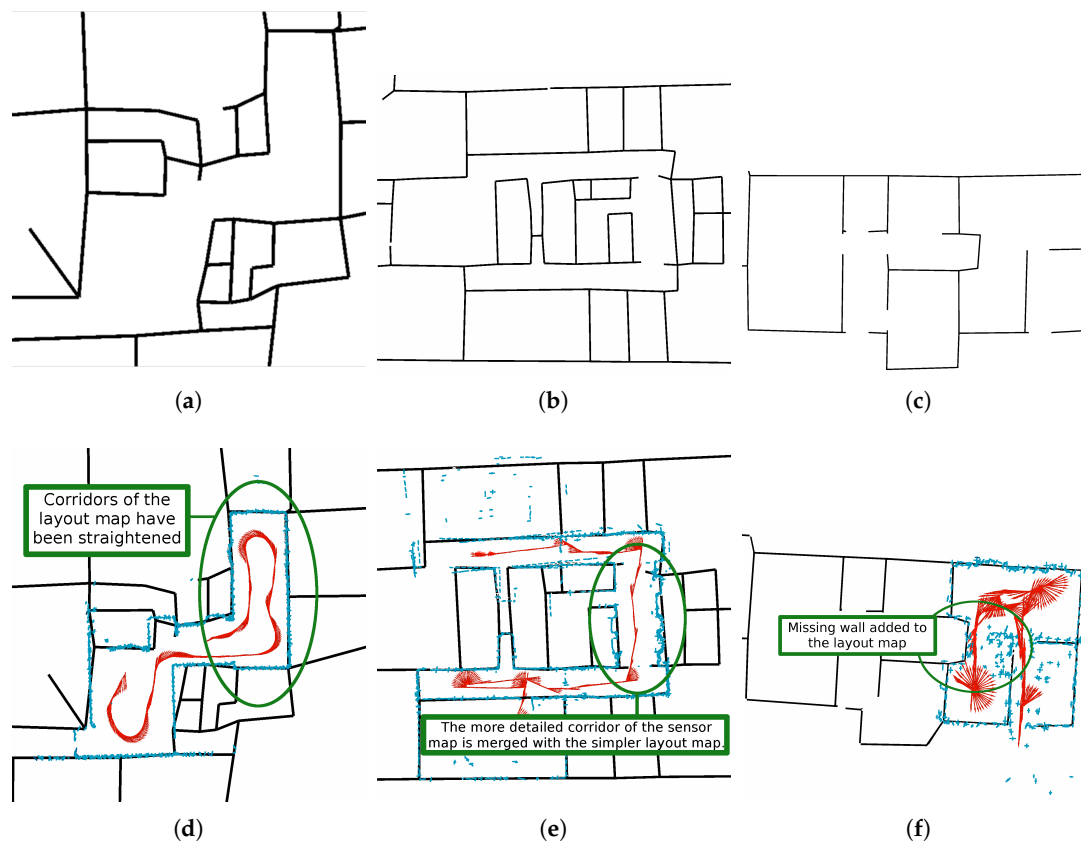 (a)
(b)
(c)
Corridors of the
layout map have
been straightened
Missing wall added to
the layout map
The more detailed corridor of the sensor
map is merged with the simpler layout map.
(d)
(e)
(f)